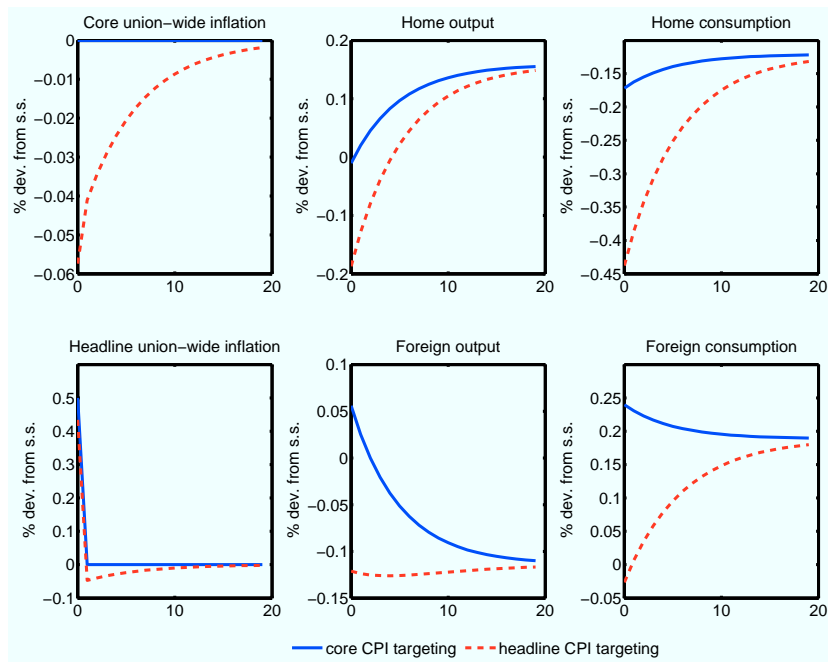 Core union−wide inflation
0
−0.01
−0.02
−0.03
−0.04
−0.05
−0.06
% dev. from s.s.
0 10 20
Home output
0.2
0.1
0
−0.1
−0.2
% dev. from s.s.
0 10 20
Home consumption
−0.15
−0.2
−0.25
−0.3
−0.35
−0.4
−0.45
% dev. from s.s.
0 10 20
Headline union−wide inflation
0.5
0.4
0.3
0.2
0.1
0
−0.1
% dev. from s.s.
0 10 20
Foreign output
0.1
0.05
0
−0.05
−0.1
−0.15
% dev. from s.s.
0 10 20
Foreign consumption
0.25
0.2
0.15
0.1
0.05
0
−0.05
% dev. from s.s.
0 10 20
core CPI targeting headline CPI targeting